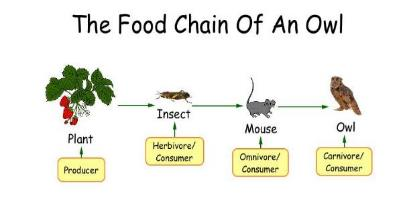 The Food Chain Of An Owl
Plant
Insect
Mouse
Owl
Producer
Herbivore/
Consumer
Omnivore/
Consumer
Carnivore/
Consumer